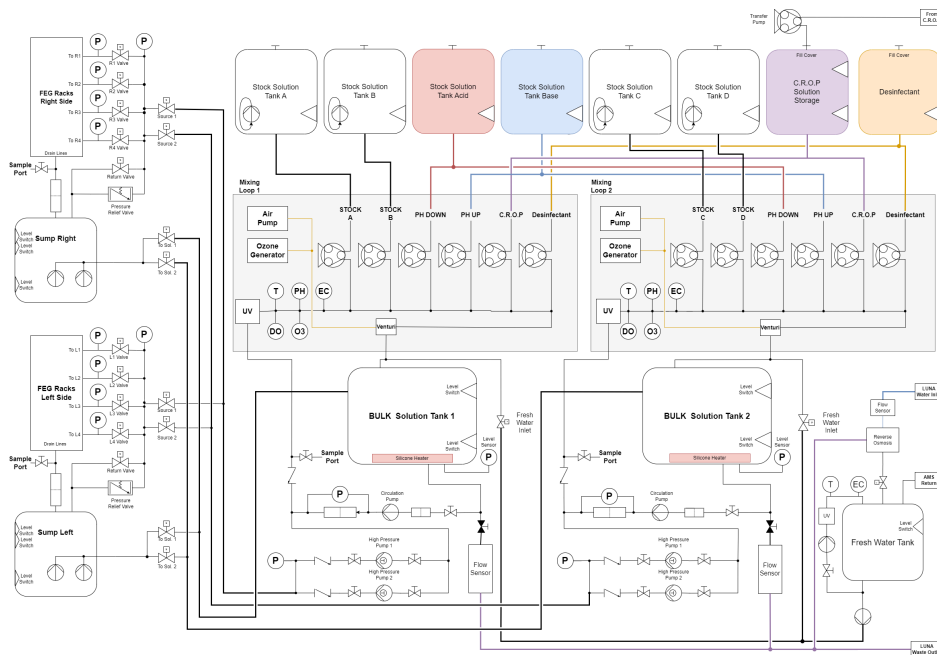 Transfer
Pump
From
C.R.O.
To R1
P
P
R1 Valve
To R2
P
R2 Valve
FEG Racks
Right Side
To R3
P
R3 Valve
Source 1
To R4
P
R4 Valve
Source 2
Drain Lines
Sample
Port
Return Valve
Pressure
Relief Valve
Level
Switch
Level
Switch
Sump Right
To Sol. 1
To Sol. 2
Level
Switch
Stock Solution
Tank A
Stock Solution
Tank B
Stock Solution
Tank Acid
Stock Solution
Tank Base
Stock Solution
Tank C
Stock Solution
Tank D
Fill Cover
C.R.O.P
Solution
Storage
Fill Cover
Desinfectant
Mixing
Loop 1
Air
Pump
Ozone
Generator
STOCK
A
STOCK
B
PH DOWN
PH UP
C.R.O.P
Desinfectant
UV
T
PH
EC
DO
O3
Venturi
Mixing
Loop 2
Air
Pump
Ozone
Generator
STOCK
C
STOCK
D
PH DOWN
PH UP
C.R.O.P
Desinfectant
UV
T
PH
EC
DO
O3
Venturi
P
P
To L1
L1 Valve
P
To L2
L2 Valve
FEG Racks
Left Side
P
To L3
L3 Valve
Source 1
P
To L4
L4 Valve
Source 2
Drain Lines
Sample
Port
Return Valve
Pressure
Relief Valve
Level
Switch
Level
Switch
Sump Left
To Sol. 1
To Sol. 2
Level
Switch
Level
Switch
BULK Solution Tank 1
Level
Switch
Level
Sensor
P
Silicone Heater
Fresh
Water
Inlet
Sample
Port
P
Circulation
Pump
High Pressure
Pump 1
P
High Pressure
Pump 2
Flow
Sensor
Level
Switch
BULK Solution Tank 2
Level
Switch
Level
Sensor
P
Silicone Heater
Fresh
Water
Inlet
Sample
Port
P
Circulation
Pump
High Pressure
Pump 1
P
High Pressure
Pump 2
Flow
Sensor
LUNA
Water Inl
Flow
Sensor
Reverse
Osmosis
AMS
Return
T
EC
UV
Level
Switch
Fresh Water Tank
LUNA
Waste Outl